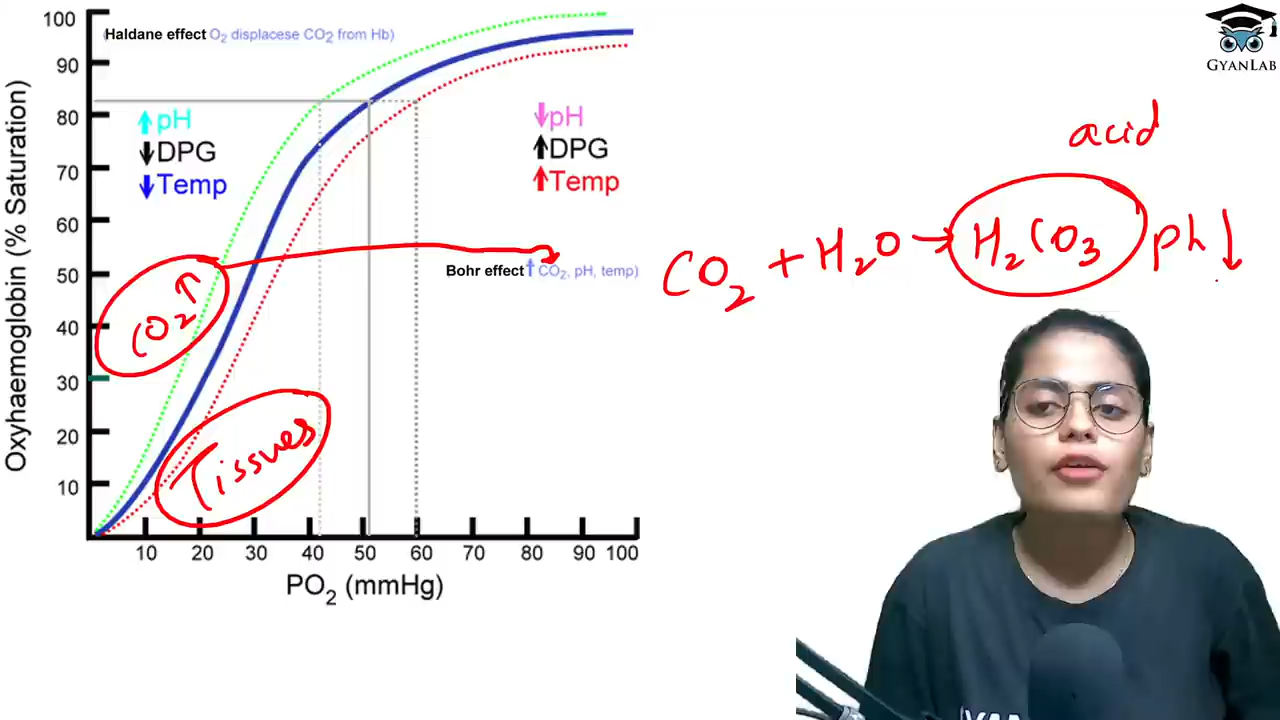 Haldane effect O2 displacese CO2 from Hb)
100
90
80
70
60
50
40
30
20
10
Oxyhaemoglobin (% Saturation)
↑pH
↓DPG
↓Temp
↓pH
↑DPG
↑Temp
Bohr effect ↑ CO2, pH, temp)
CO2↑
Tissues
10 20 30 40 50 60 70 80 90 100
PO2 (mmHg)
acid
CO2 + H2O → H2CO3 ph↓
GYANLAB